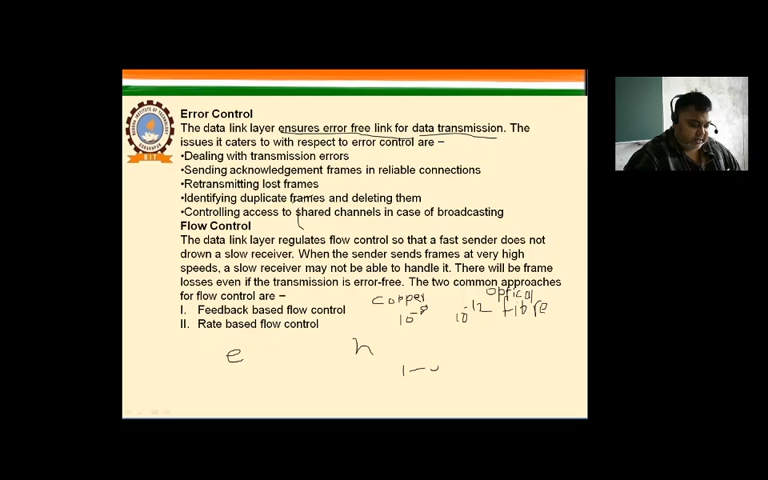 Error Control
The data link layer ensures error free link for data transmission. The
issues it caters to with respect to error control are −
•Dealing with transmission errors
•Sending acknowledgement frames in reliable connections
•Retransmitting lost frames
•Identifying duplicate frames and deleting them
•Controlling access to shared channels in case of broadcasting
Flow Control
The data link layer regulates flow control so that a fast sender does not
drown a slow receiver. When the sender sends frames at very high
speeds, a slow receiver may not be able to handle it. There will be frame
losses even if the transmission is error-free. The two common approaches
for flow control are −
I. Feedback based flow control
II. Rate based flow control
copper
10-8
optical
fibre
10-12
e
n